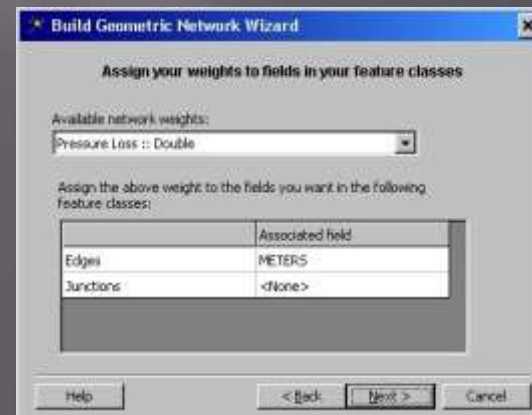 Build Geometric Network Wizard
Assign your weights to fields in your feature classes
Available network weights:
Pressure Loss :: Double
Assign the above weight to the fields you want in the following
feature classes:
Associated field
Edges METERS
Junctions <None>
Help < Back Next > Cancel